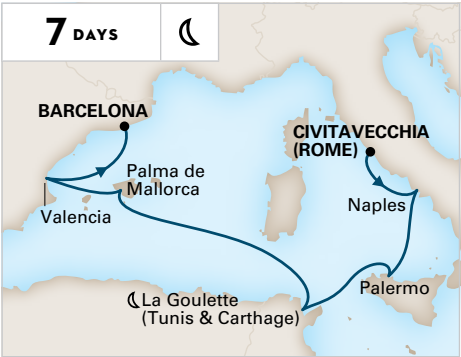 7 DAYS
BARCELONA
CIVITAVECCHIA
(ROME)
Palma de
Mallorca
Naples
Valencia
Palermo
La Goulette
(Tunis & Carthage)